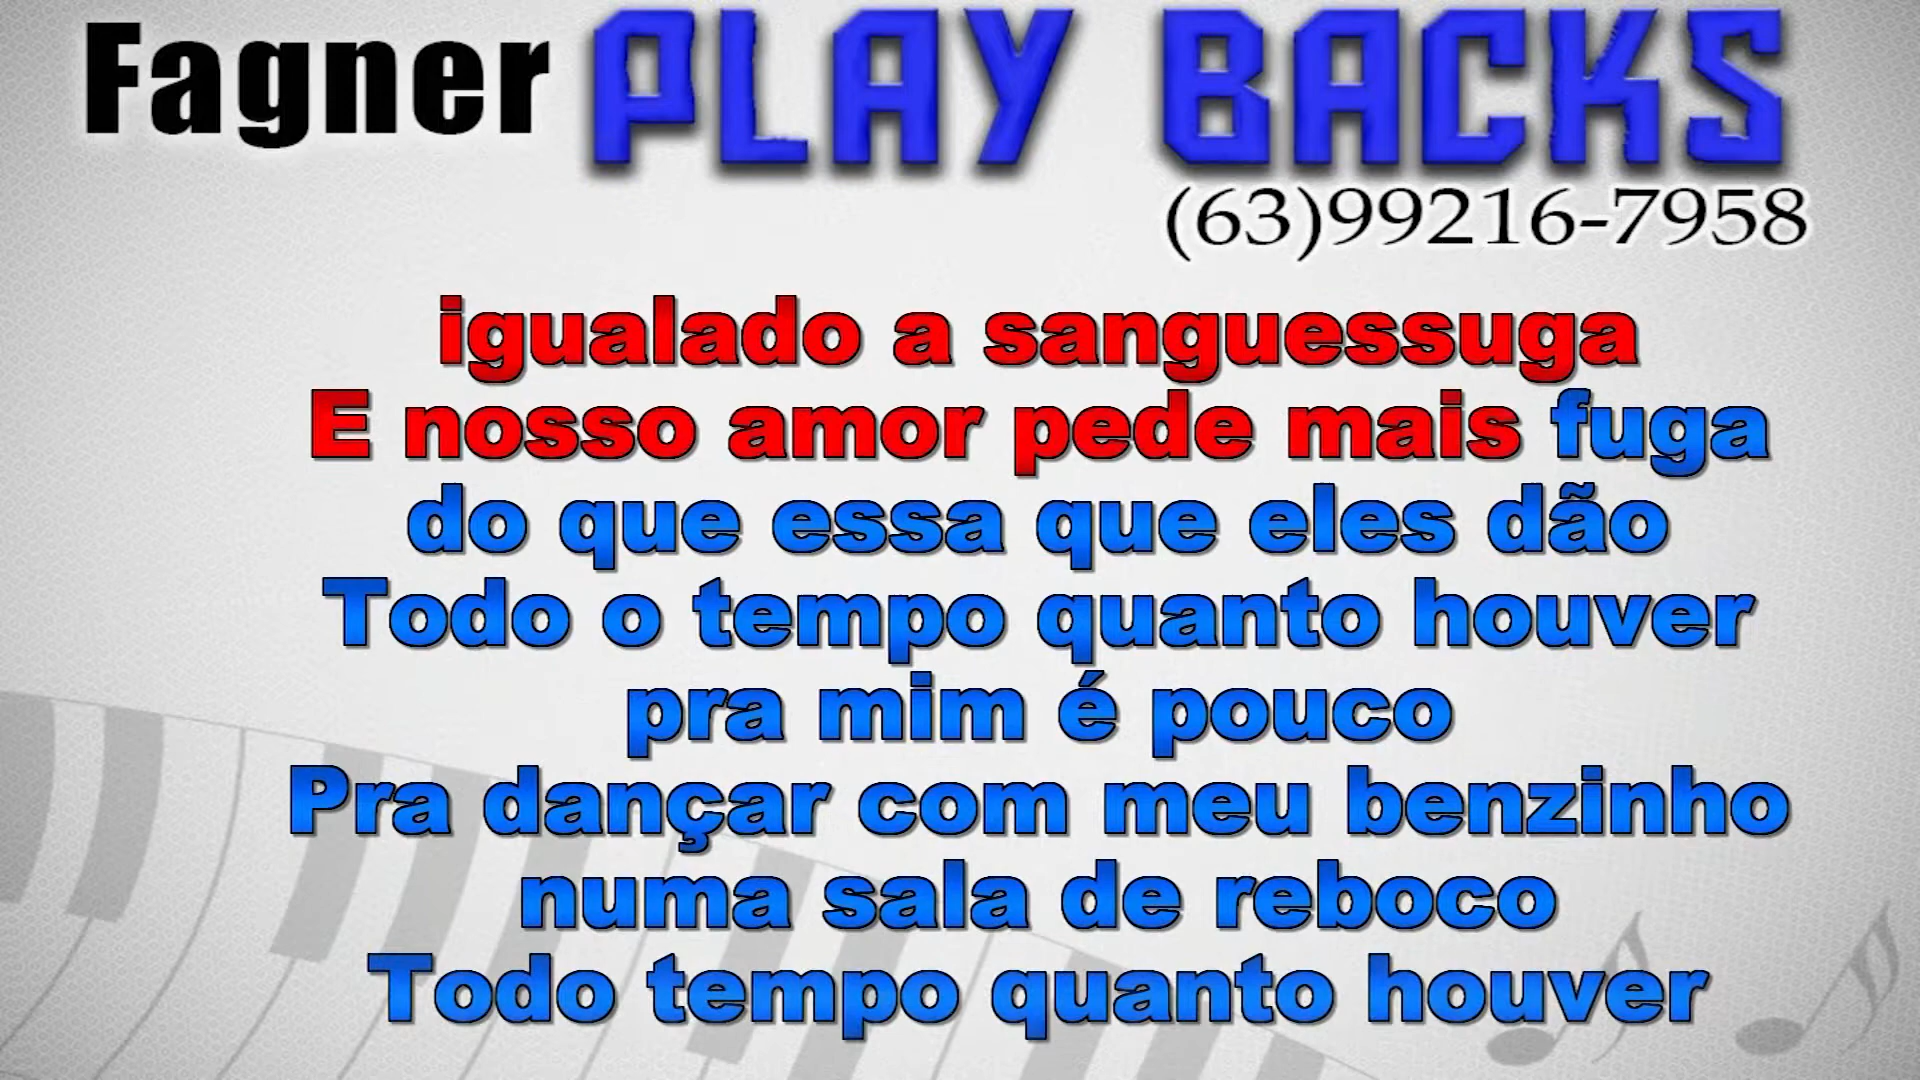 Fagner PLAY BACKS
(63)99216-7958
igualado a sanguessuga
E nosso amor pede mais fuga
do que essa que eles dão
Todo o tempo quanto houver
pra mim é pouco
Pra dançar com meu benzinho
numa sala de reboco
Todo tempo quanto houver